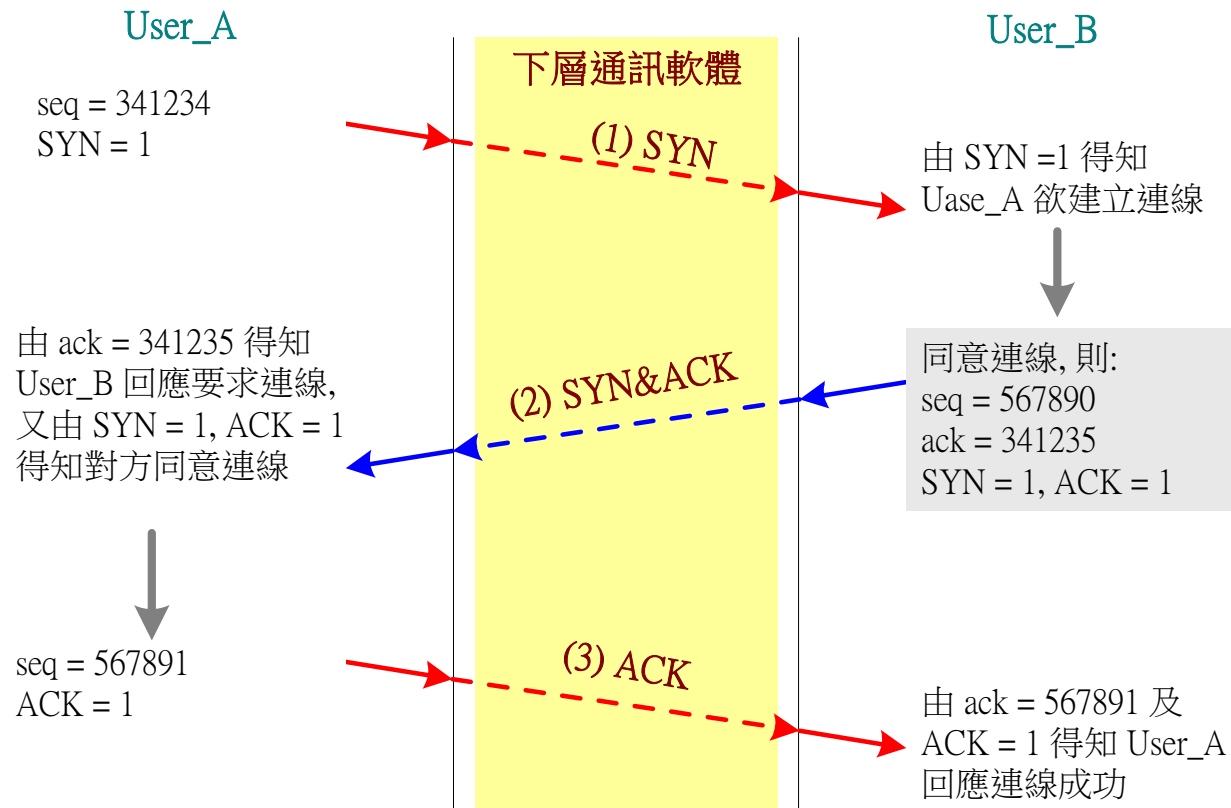 User_A
User_B
下層通訊軟體
seq = 341234
SYN = 1
(1) SYN
由 SYN =1 得知
Uase_A 欲建立連線
由 ack = 341235 得知
User_B 回應要求連線,
又由 SYN = 1, ACK = 1
得知對方同意連線
(2) SYN&ACK
同意連線, 則:
seq = 567890
ack = 341235
SYN = 1, ACK = 1
seq = 567891
ACK = 1
(3) ACK
由 ack = 567891 及
ACK = 1 得知 User_A
回應連線成功